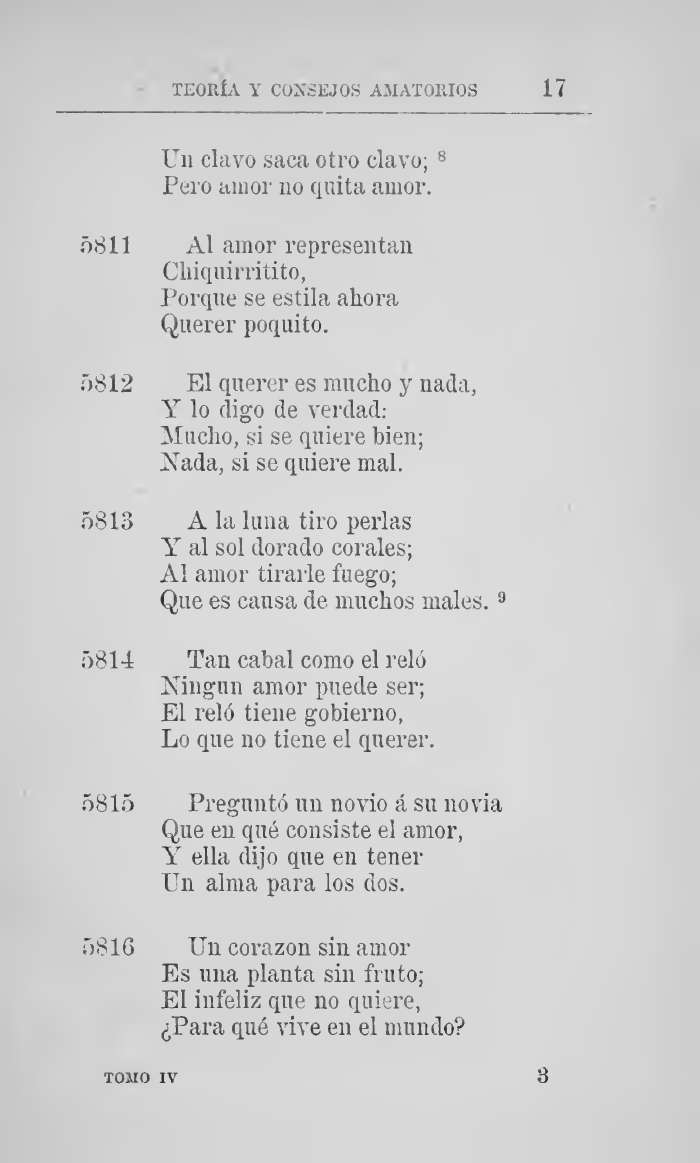 TEORÍA Y CONSEJOS AMATORIOS 17
Un clavo saca otro clavo; 8
Pero amor no quita amor.
5811 Al amor representan
Chiquirritito,
Porque se estila ahora
Querer poquito.
5812 El querer es mucho y nada,
Y lo digo de verdad:
Mucho, si se quiere bien;
Nada, si se quiere mal.
5813 A la luna tiro perlas
Y al sol dorado corales;
Al amor tirarle fuego;
Que es causa de muchos males. 9
5814 Tan cabal como el reló
Ningun amor puede ser;
El reló tiene gobierno,
Lo que no tiene el querer.
5815 Preguntó un novio á su novia
Que en qué consiste el amor,
Y ella dijo que en tener
Un alma para los dos.
5816 Un corazon sin amor
Es una planta sin fruto;
El infeliz que no quiere,
¿Para qué vive en el mundo?
TOMO IV 3